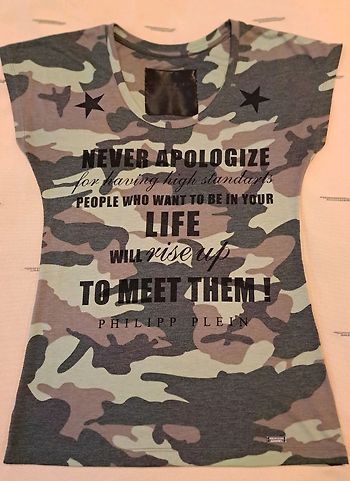 NEVER APOLOGIZE
for having high standarts
PEOPLE WHO WANT TO BE IN YOUR
LIFE
WILL rise up
TO MEET THEM !
PHILIPP PLEIN